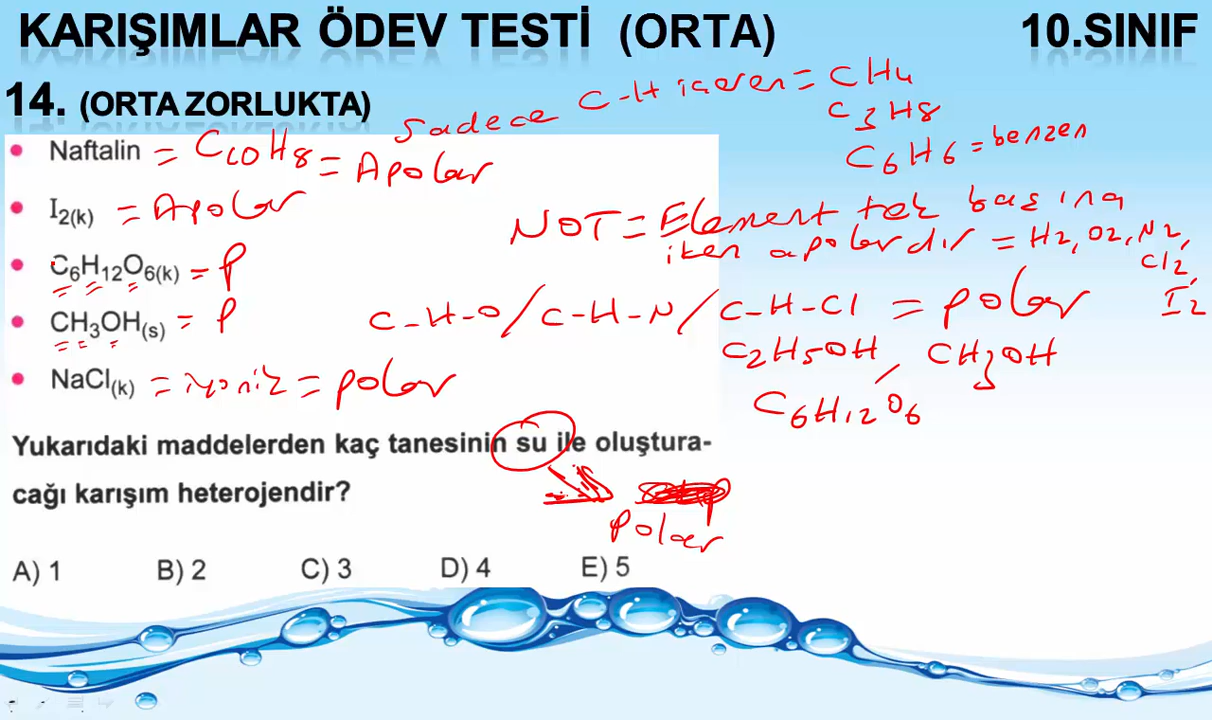 KARIŞIMLAR ÖDEV TESTİ (ORTA) 10.SINIF
14. (ORTA ZORLUKTA)
Sadece C-H içeren = CH4
C3H8
C6H6 = benzen
• Naftalin = C10H8 = Apolar
• I2(k) = Apolar
NOT = Element tek başına
iken apolardır = H2, O2, N2,
Cl2,
I2
• C6H12O6(k) = P
• CH3OH(s) = P
C-H-O / C-H-N / C-H-Cl = polar
C2H5OH, CH3OH
C6H12O6
• NaCl(k) = iyonik = polar
Yukarıdaki maddelerden kaç tanesinin su ile oluştura-
cağı karışım heterojendir?
Polar
A) 1 B) 2 C) 3 D) 4 E) 5